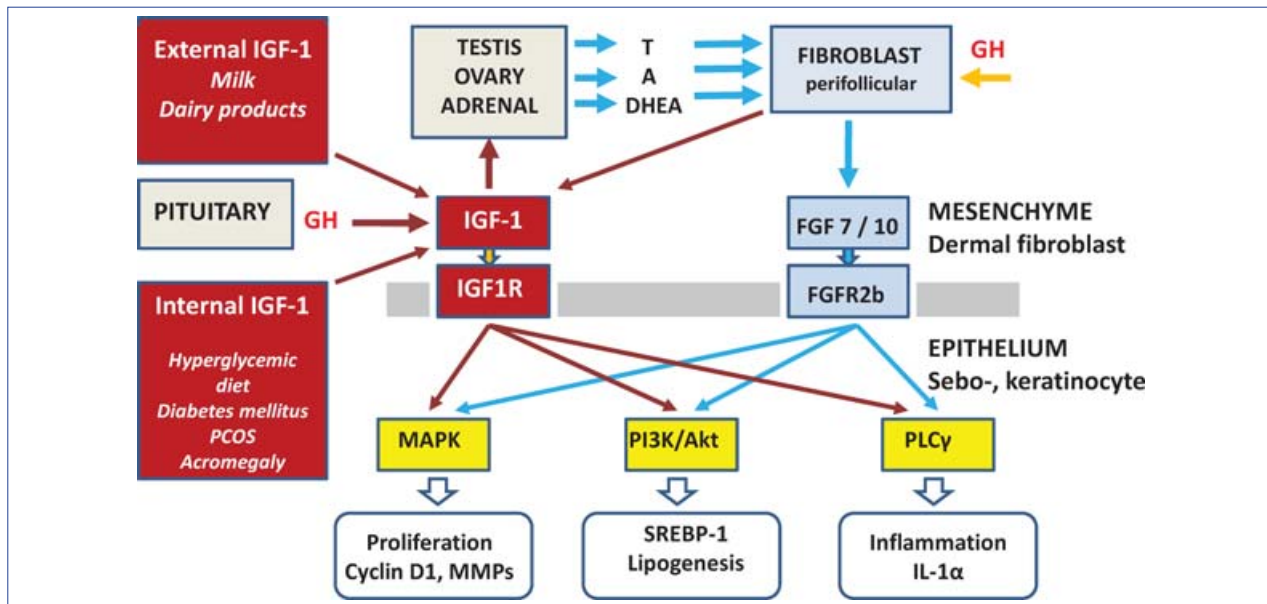 External IGF-1
Milk
Dairy products
TESTIS
OVARY
ADRENAL
T
A
DHEA
FIBROBLAST
perifollicular
GH
PITUITARY
GH
IGF-1
FGF 7 / 10
MESENCHYME
Dermal fibroblast
IGF1R
FGFR2b
Internal IGF-1
Hyperglycemic
diet
Diabetes mellitus
PCOS
Acromegaly
EPITHELIUM
Sebo-, keratinocyte
MAPK
PI3K/Akt
PLCγ
Proliferation
Cyclin D1, MMPs
SREBP-1
Lipogenesis
Inflammation
IL-1α